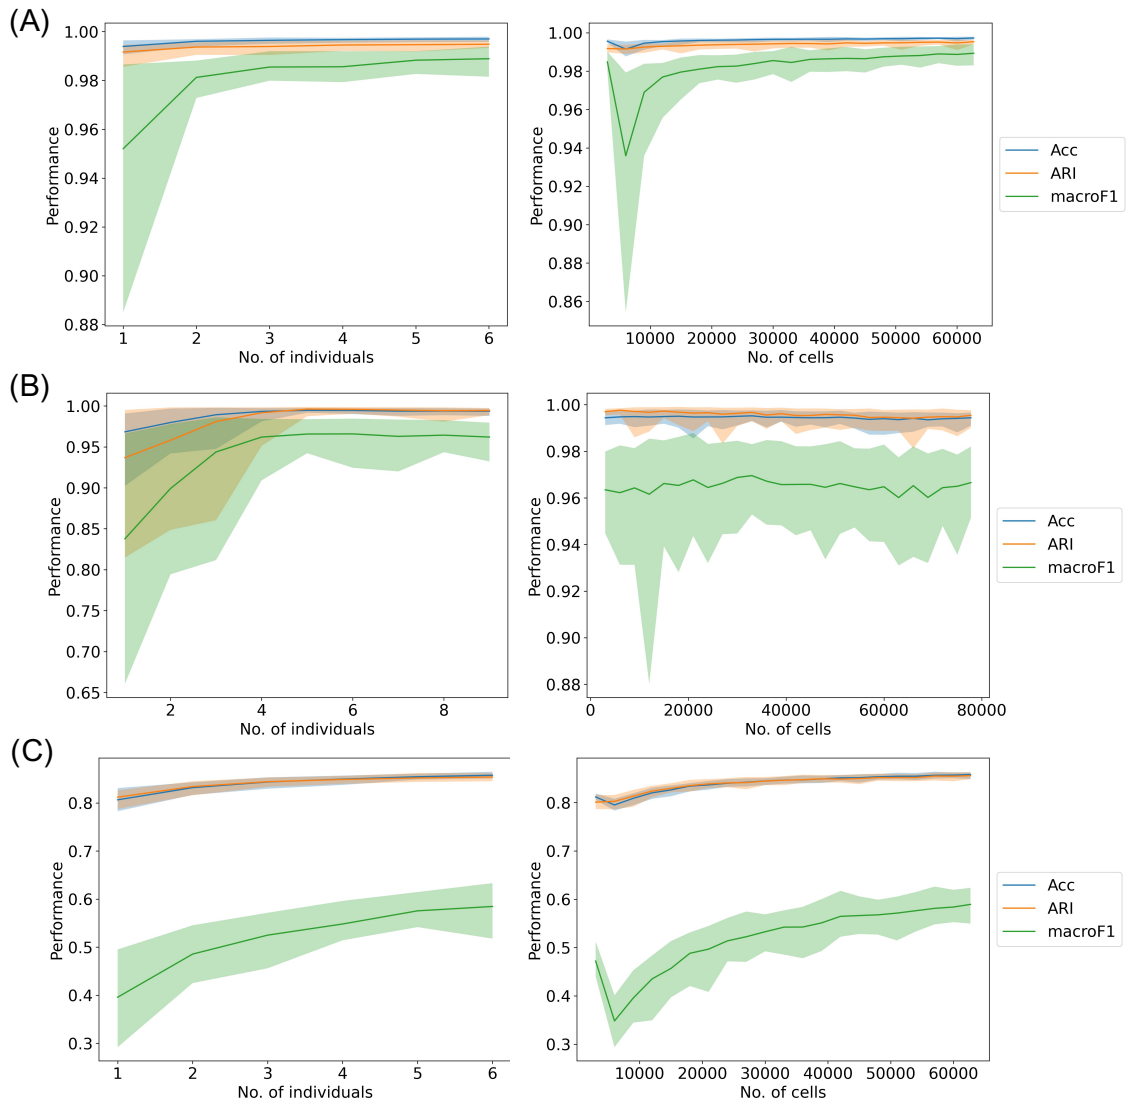 (A)
1.00
0.98
0.96
0.94
0.92
0.90
0.88
Performance
1 2 3 4 5 6
No. of individuals
1.00
0.98
0.96
0.94
0.92
0.90
0.88
0.86
Performance
10000 20000 30000 40000 50000 60000
No. of cells
Acc
ARI
macroF1
(B)
1.00
0.95
0.90
0.85
0.80
0.75
0.70
0.65
Performance
2 4 6 8
No. of individuals
1.00
0.98
0.96
0.94
0.92
0.90
0.88
Performance
0 20000 40000 60000 80000
No. of cells
Acc
ARI
macroF1
(C)
0.8
0.7
0.6
0.5
0.4
0.3
Performance
1 2 3 4 5 6
No. of individuals
0.8
0.7
0.6
0.5
0.4
0.3
Performance
10000 20000 30000 40000 50000 60000
No. of cells
Acc
ARI
macroF1